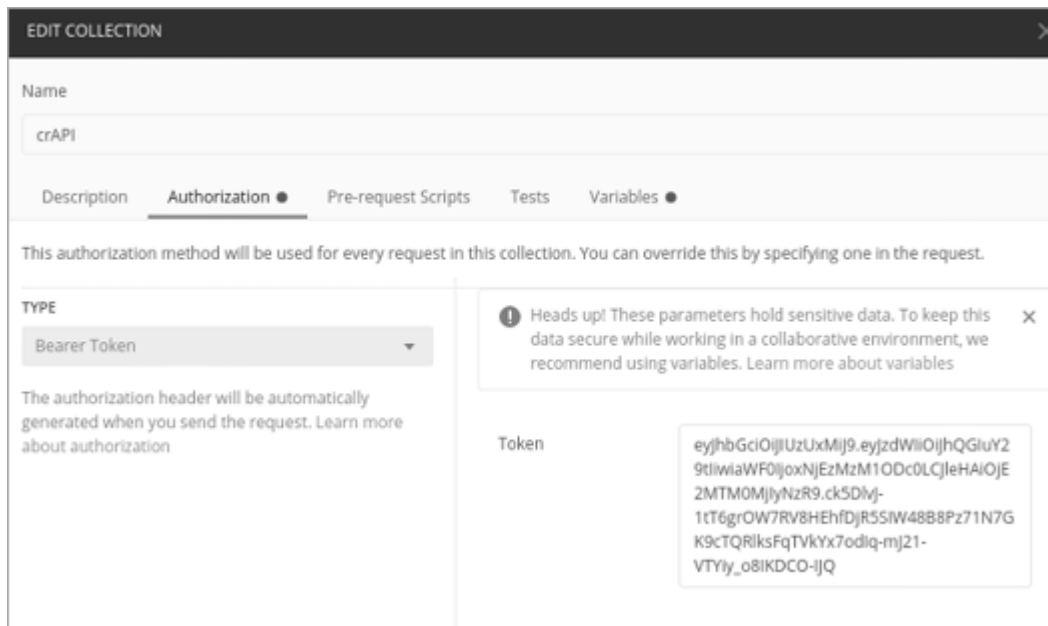 EDIT COLLECTION
Name
crAPI
Description Authorization Pre-request Scripts Tests Variables
This authorization method will be used for every request in this collection. You can override this by specifying one in the request.
TYPE
Bearer Token
The authorization header will be automatically
generated when you send the request. Learn more
about authorization
Heads up! These parameters hold sensitive data. To keep this
data secure while working in a collaborative environment, we
recommend using variables. Learn more about variables
Token
eyJhbGciOiJIUzUxMiJ9.eyJzdWIiOiJhQGIuY2
9tIiwiaWF0IjoxNjEzMzM1ODc0LCJleHAiOjE
2MTM0MjIyNzR9.ck5DlvJ-
1tT6grOW7RV8HEhfDjR5SIW48B8Pz71N7G
K9cTQRlksFqTVkYx7odIq-mJ21-
VTYiy_o8IKDCO-IJQ